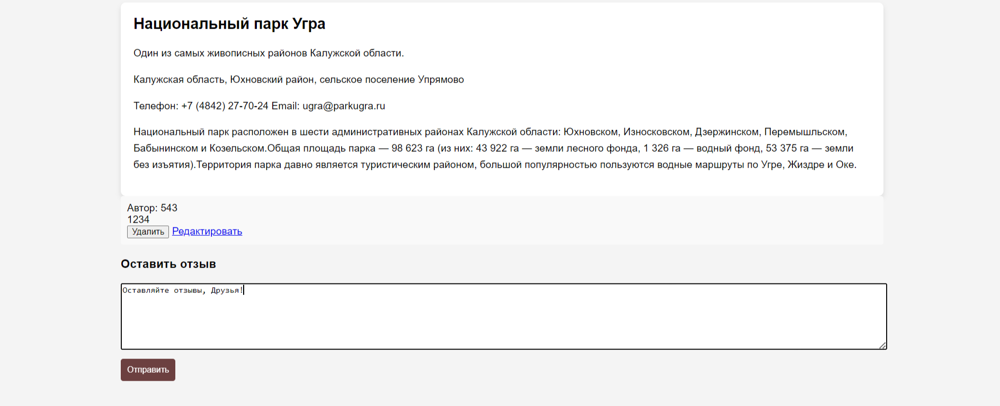 Национальный парк Угра
Один из самых живописных районов Калужской области.
Калужская область, Юхновский район, сельское поселение Упрямово
Телефон: +7 (4842) 27-70-24 Email: ugra@parkugra.ru
Национальный парк расположен в шести административных районах Калужской области: Юхновском, Износковском, Дзержинском, Перемышльском,
Бабынинском и Козельском.Общая площадь парка — 98 623 га (из них: 43 922 га — земли лесного фонда, 1 326 га — водный фонд, 53 375 га — земли
без изъятия).Территория парка давно является туристическим районом, большой популярностью пользуются водные маршруты по Угре, Жиздре и Оке.
Автор: 543
1234
Удалить Редактировать
Оставить отзыв
Оставляйте отзывы, Друзья!
Отправить